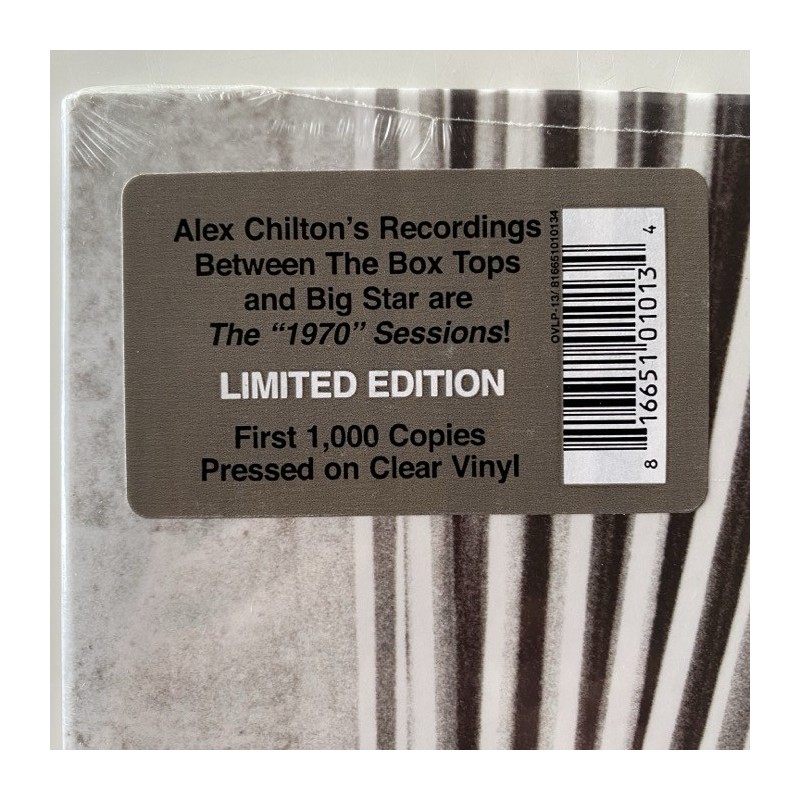 Alex Chilton's Recordings
Between The Box Tops
and Big Star are
The “1970” Sessions!
LIMITED EDITION
First 1,000 Copies
Pressed on Clear Vinyl
OVLP-13/ 816651010134
8 16651 01013 4